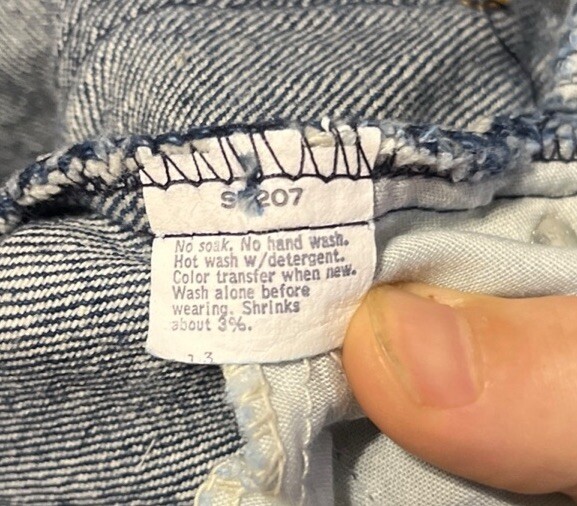 207
No soak. No hand wash.
Hot wash w/detergent.
Color transfer when new.
Wash alone before
wearing. Shrinks
about 3%.